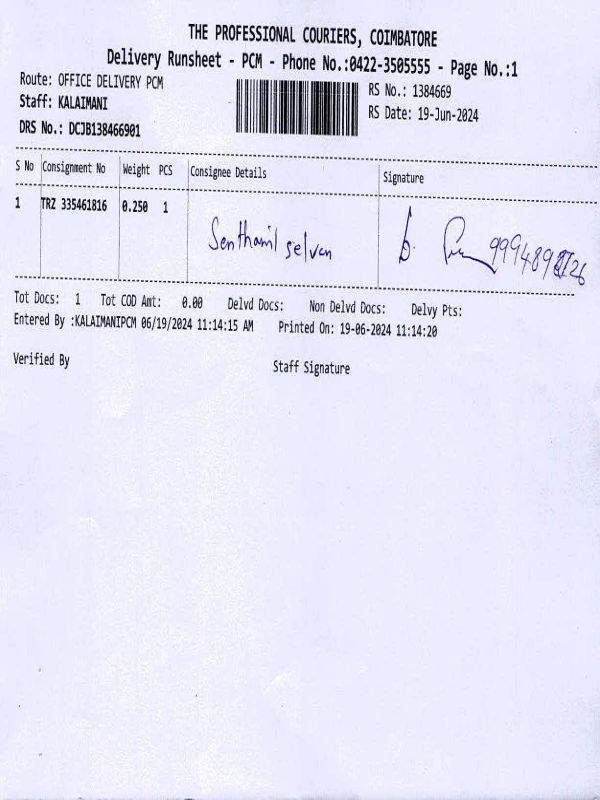 THE PROFESSIONAL COURIERS, COIMBATORE
Delivery Runsheet - PCM - Phone No.:0422-3505555 - Page No.:1
Route: OFFICE DELIVERY PCM
RS No.: 1384669
Staff: KALAIMANI
RS Date: 19-Jun-2024
DRS No.: DCJB138466901
S No Consignment No Weight PCS Consignee Details Signature
1 TRZ 335461816 0.250 1 Senthamil selvan
Tot Docs: 1 Tot COD Amt: 0.00 Delvd Docs: Non Delvd Docs: Delvy Pts:
Entered By :KALAIMANIPCM 06/19/2024 11:14:15 AM Printed On: 19-06-2024 11:14:20
Verified By Staff Signature